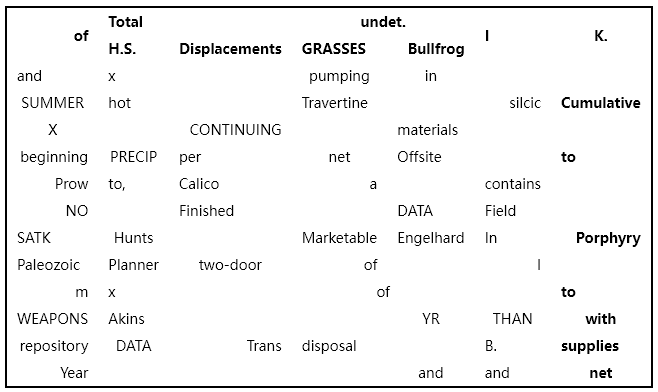 Total undet.
of I K.
H.S. Displacements GRASSES Bullfrog
and x pumping in
SUMMER hot Travertine silcic Cumulative
X CONTINUING materials
beginning PRECIP per net Offsite to
Prow to, Calico a contains
NO Finished DATA Field
SATK Hunts Marketable Engelhard In Porphyry
Paleozoic Planner two-door of I
m x of to
WEAPONS Akins YR THAN with
repository DATA Trans disposal B. supplies
Year and and net